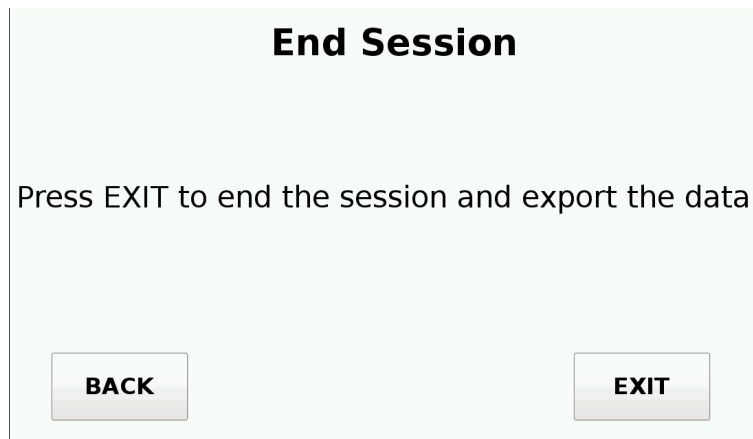 End Session
Press EXIT to end the session and export the data
BACK
EXIT